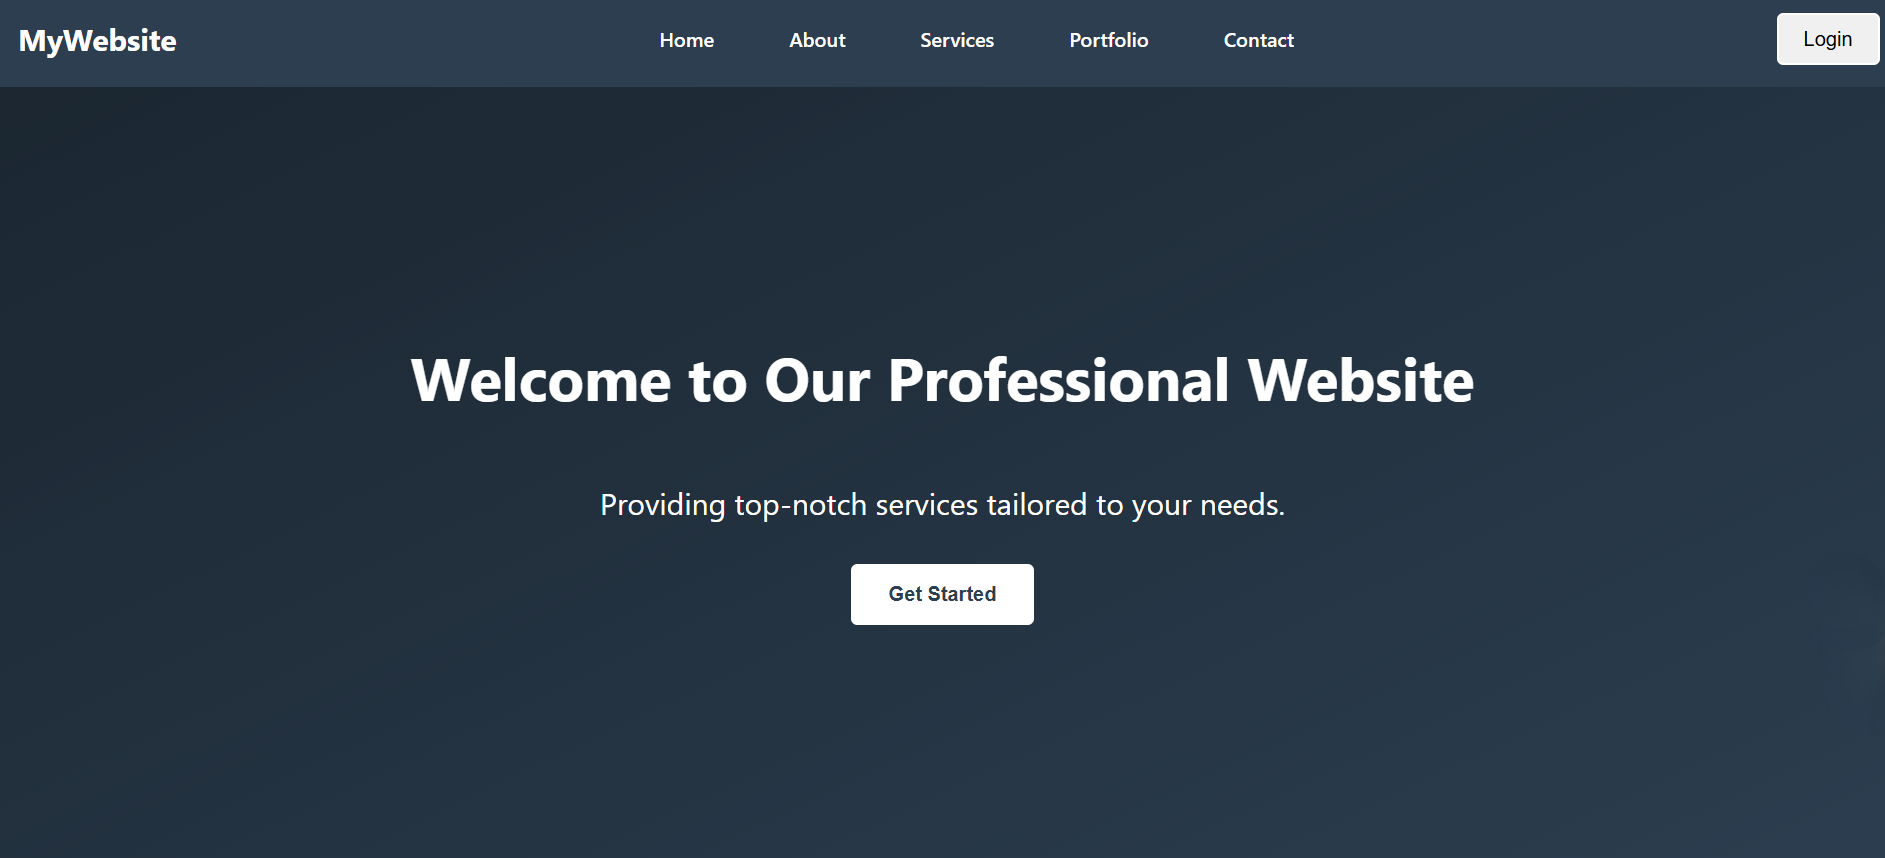 MyWebsite
Home About Services Portfolio Contact
Login
Welcome to Our Professional Website
Providing top-notch services tailored to your needs.
Get Started